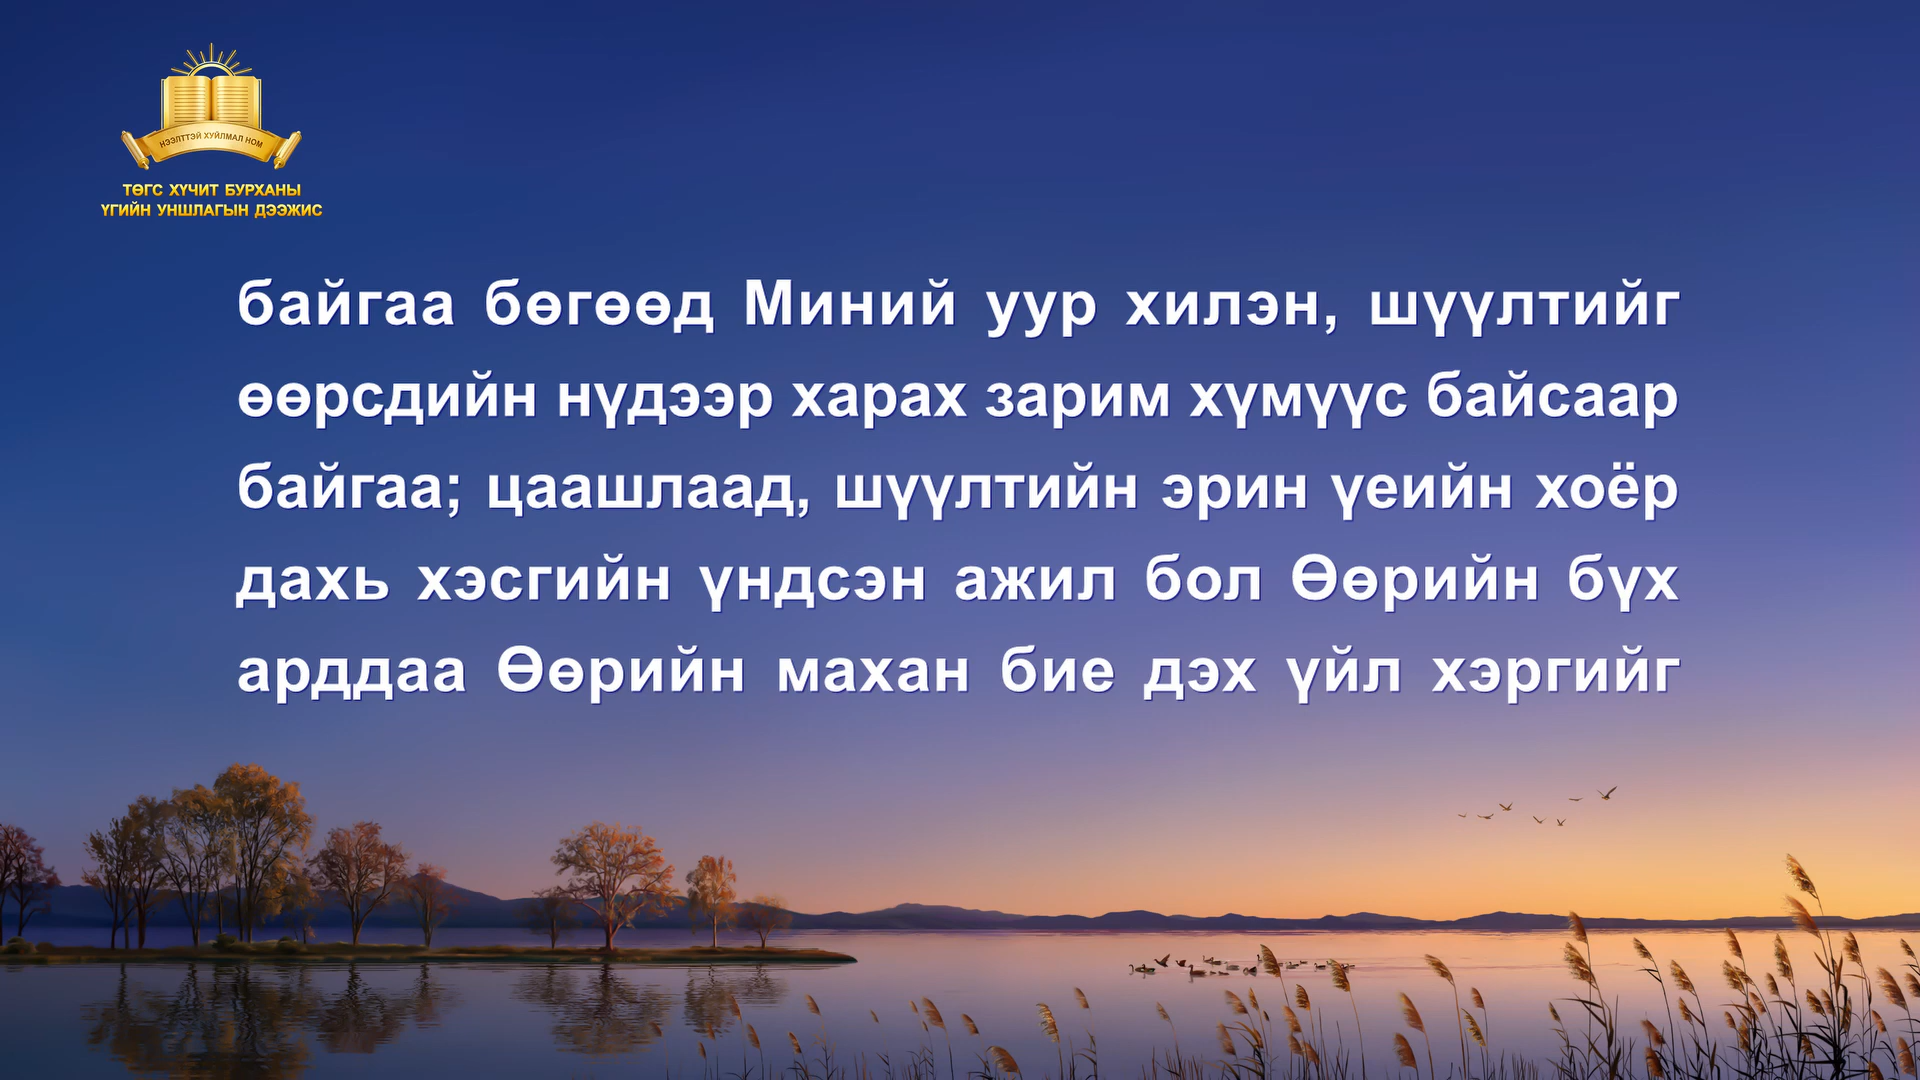 НЭЭЛТТЭЙ ХУЙЛМАЛ НОМ
ТӨГС ХҮЧИТ БУРХАНЫ
ҮГИЙН УНШЛАГЫН ДЭЭЖИС
байгаа бөгөөд Миний уур хилэн, шүүлтийг
өөрсдийн нүдээр харах зарим хүмүүс байсаар
байгаа; цаашлаад, шүүлтийн эрин үеийн хоёр
дахь хэсгийн үндсэн ажил бол Өөрийн бүх
арддаа Өөрийн махан бие дэх үйл хэргийг